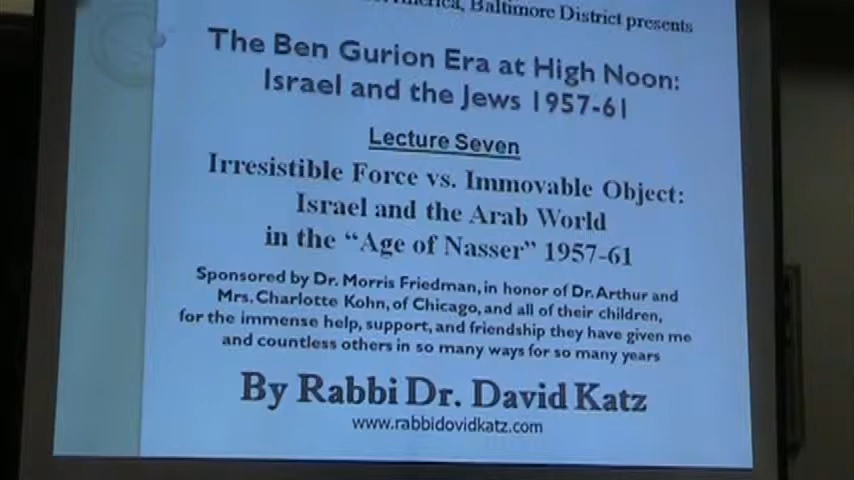 America, Baltimore District presents
The Ben Gurion Era at High Noon:
Israel and the Jews 1957-61
Lecture Seven
Irresistible Force vs. Immovable Object:
Israel and the Arab World
in the “Age of Nasser” 1957-61
Sponsored by Dr. Morris Friedman, in honor of Dr. Arthur and
Mrs. Charlotte Kohn, of Chicago, and all of their children,
for the immense help, support, and friendship they have given me
and countless others in so many ways for so many years
By Rabbi Dr. David Katz
www.rabbidovidkatz.com